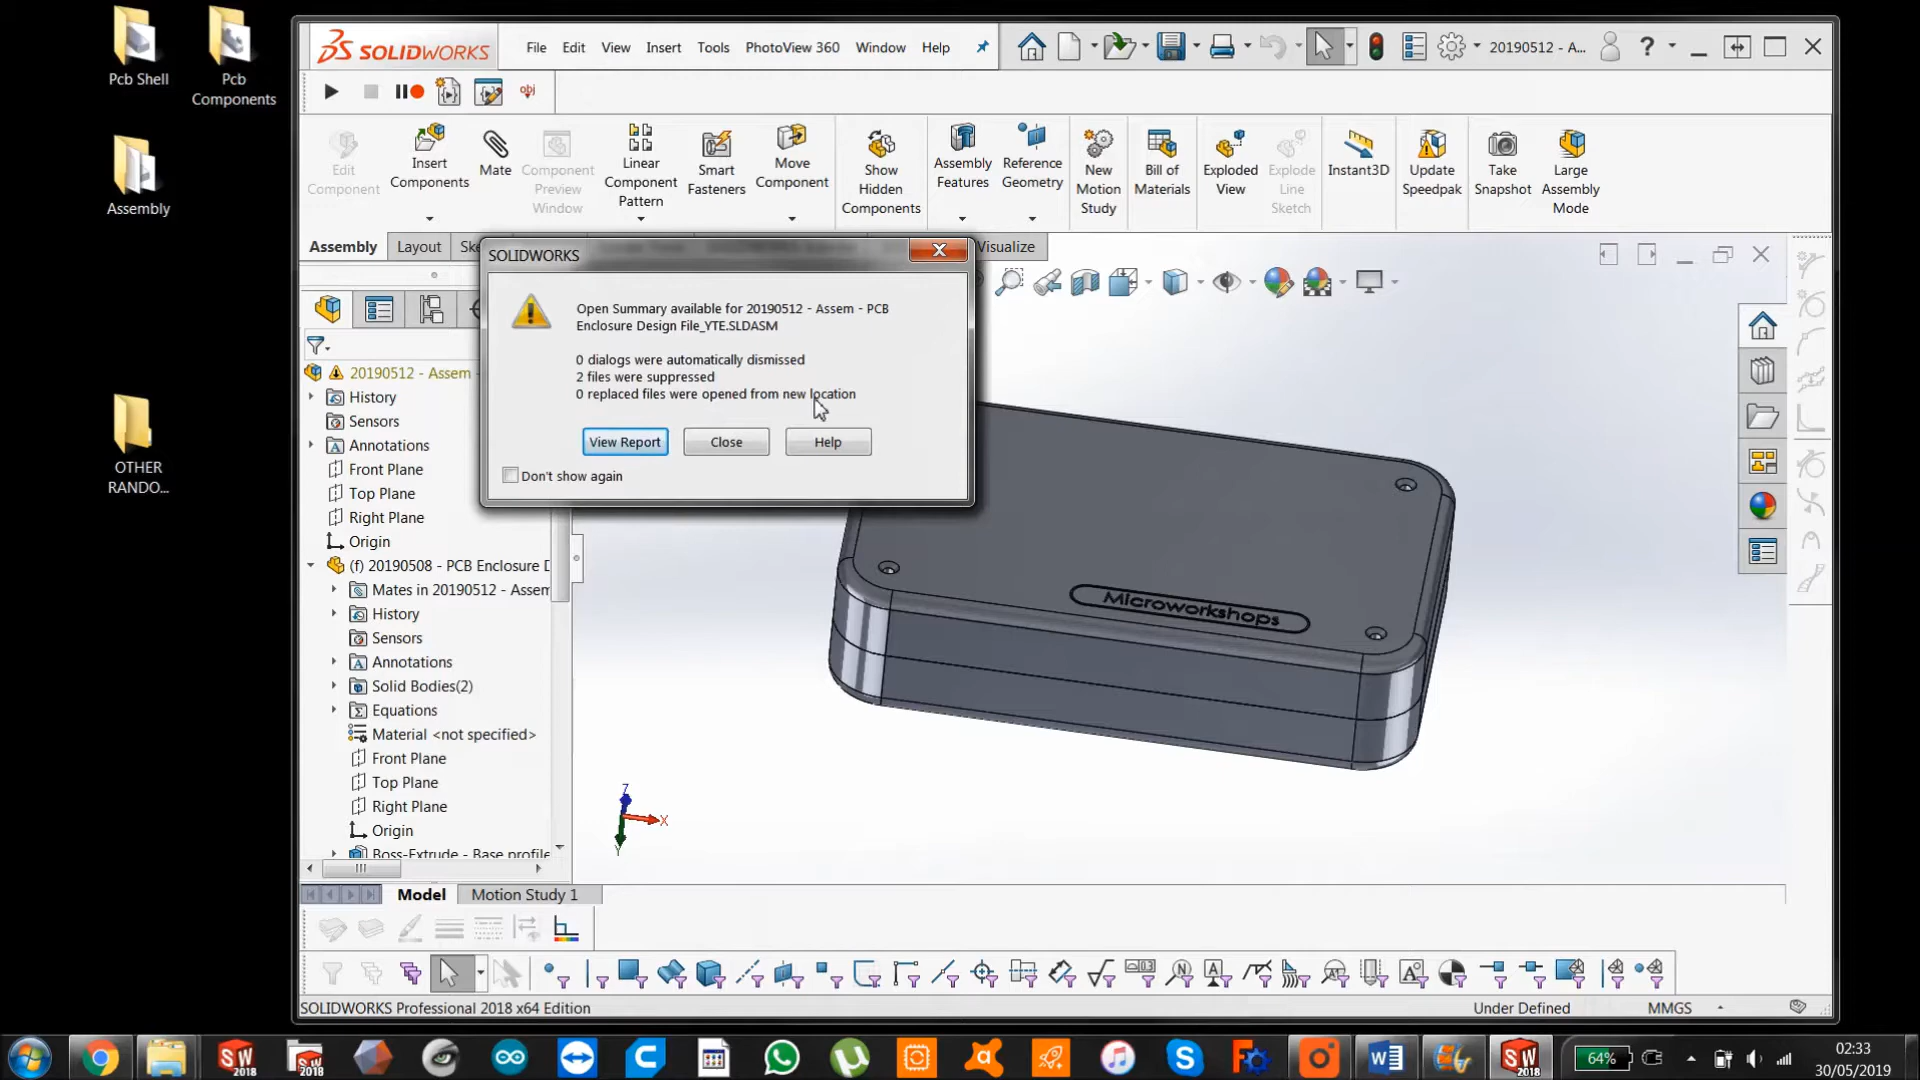 Pcb Shell
Pcb
Components
Assembly
OTHER
RANDO...
SOLIDWORKS
File Edit View Insert Tools PhotoView 360 Window Help
20190512 - A...
?
obj
Edit
Component
Insert
Components
Mate
Component
Preview
Window
Linear
Component
Pattern
Smart
Fasteners
Move
Component
Show
Hidden
Components
Assembly
Features
Reference
Geometry
New
Motion
Study
Bill of
Materials
Exploded
View
Explode
Line
Sketch
Instant3D
Update
Speedpak
Take
Snapshot
Large
Assembly
Mode
Assembly Layout Sk
isualize
SOLIDWORKS
Open Summary available for 20190512 - Assem - PCB
Enclosure Design File_YTE.SLDASM
0 dialogs were automatically dismissed
2 files were suppressed
0 replaced files were opened from new location
View Report Close Help
Don't show again
20190512 - Assem -
History
Sensors
Annotations
Front Plane
Top Plane
Right Plane
Origin
(f) 20190508 - PCB Enclosure D
Mates in 20190512 - Assem
History
Sensors
Annotations
Solid Bodies(2)
Equations
Material <not specified>
Front Plane
Top Plane
Right Plane
Origin
Boss-Extrude - Base profile
Microworkshops
Z
X
Y
Model Motion Study 1
SOLIDWORKS Professional 2018 x64 Edition
Under Defined
MMGS
SW
2018
2018
W
SW
2018
64%
02:33
30/05/2019